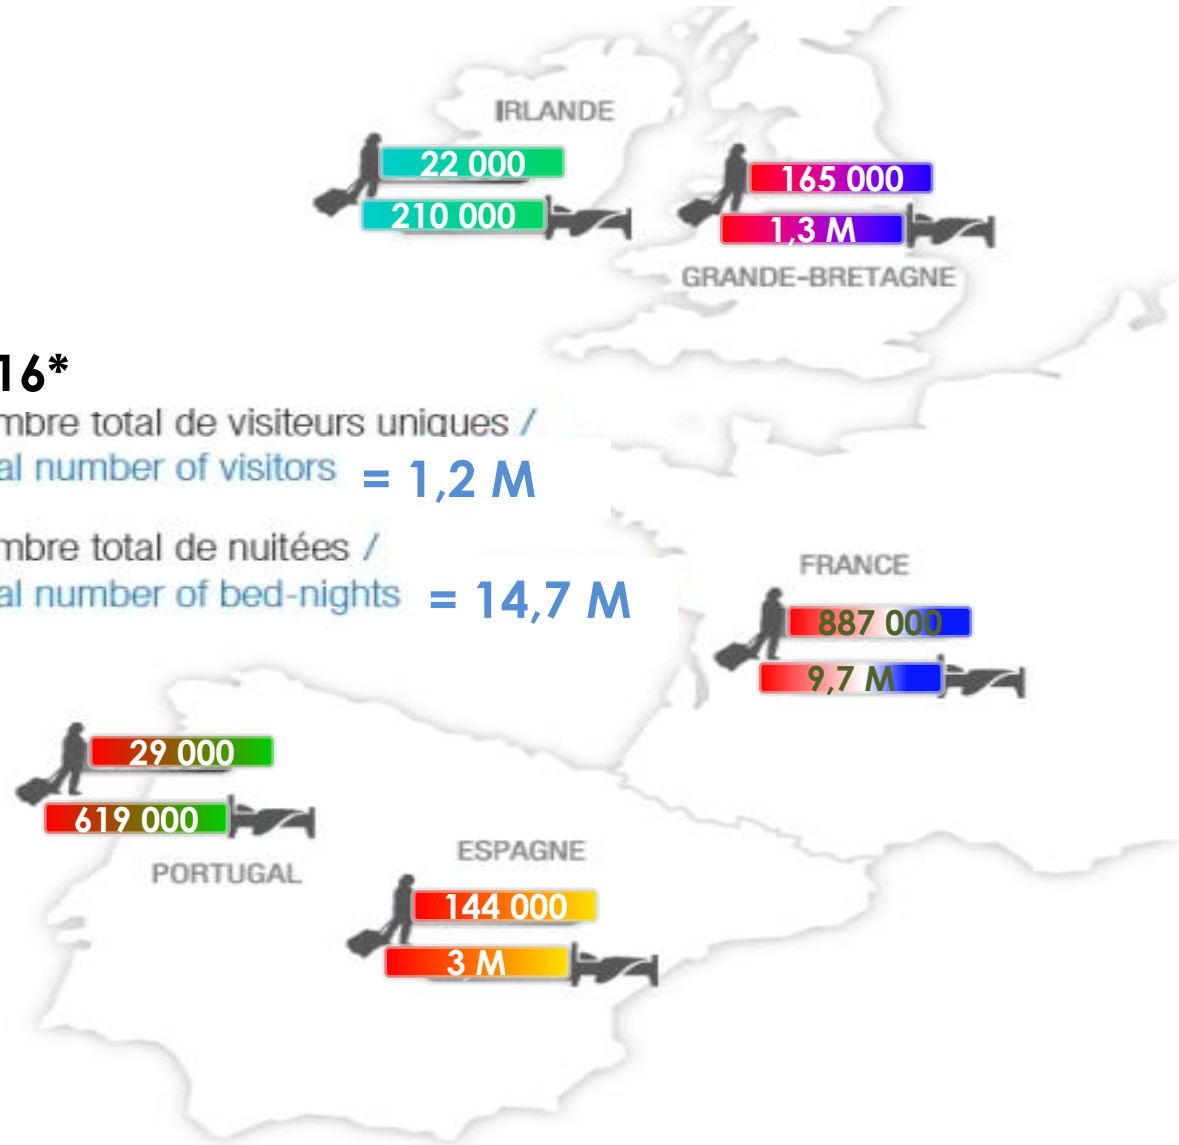 IRLANDE
22 000
210 000
165 000
1,3 M
GRANDE-BRETAGNE
16*
mbre total de visiteurs uniques /
al number of visitors = 1,2 M
mbre total de nuitées /
al number of bed-nights = 14,7 M
FRANCE
887 000
9,7 M
29 000
619 000
PORTUGAL
ESPAGNE
144 000
3 M